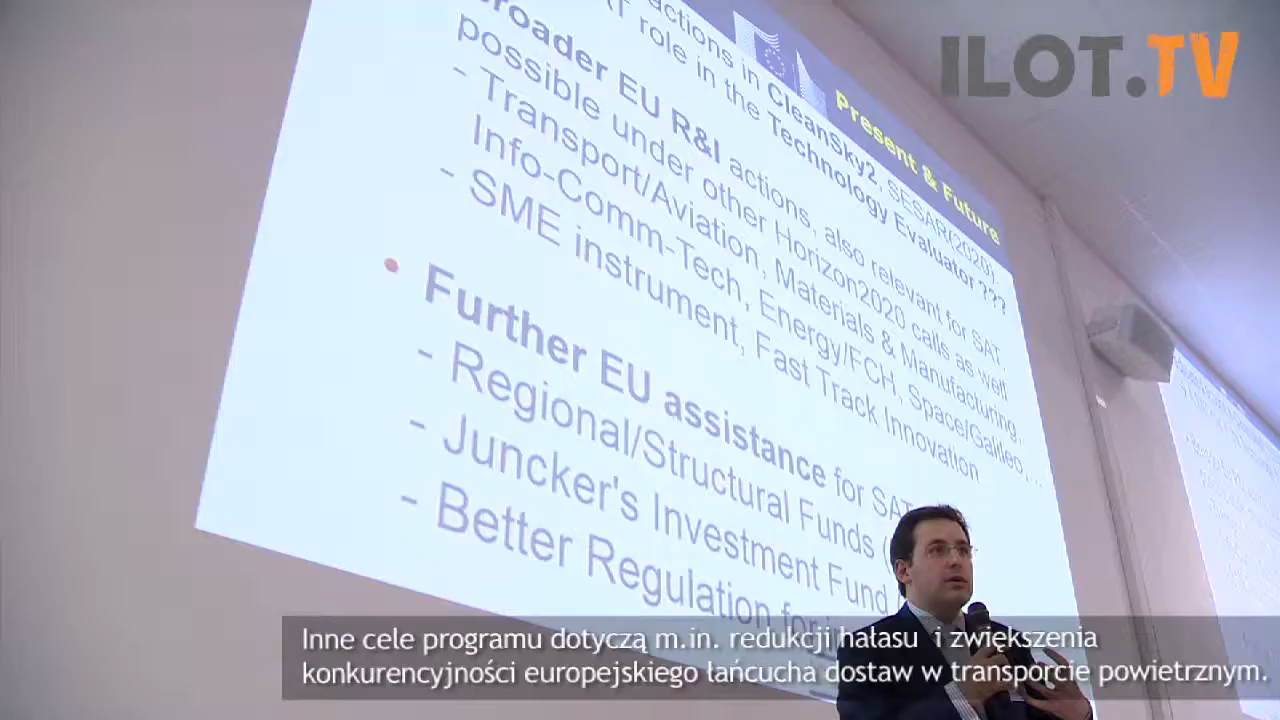 ILOT.TV
Present & Future
actions in CleanSky2, SESAR(2020),
role in the Technology Evaluator ???
Broader EU R&I actions, also relevant for SAT,
possible under other Horizon2020 calls as well
- Transport/Aviation, Materials & Manufacturing,
Info-Comm-Tech, Energy/FCH, Space/Galileo,...
- SME instrument, Fast Track Innovation
• Further EU assistance for SAT
- Regional/Structural Funds (
- Juncker's Investment Fund
- Better Regulation for
Inne cele programu dotyczą m.in. redukcji hałasu i zwiększenia
konkurencyjności europejskiego łańcucha dostaw w transporcie powietrznym.